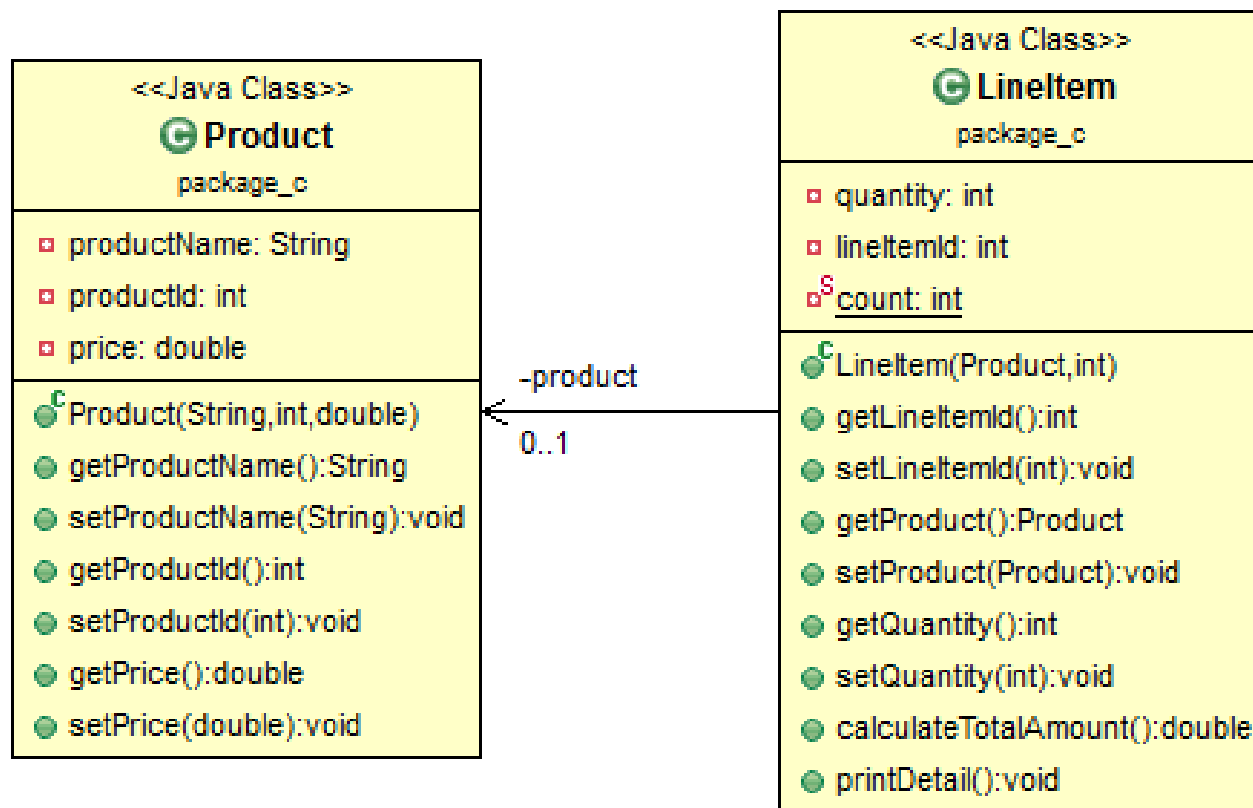 <<Java Class>>
C Product
package_c
productName: String
productId: int
price: double
C Product(String,int,double)
getProductName():String
setProductName(String):void
getProductId():int
setProductId(int):void
getPrice():double
setPrice(double):void
-product
0..1
<<Java Class>>
C LineItem
package_c
quantity: int
lineItemId: int
S count: int
C LineItem(Product,int)
getLineItemId():int
setLineItemId(int):void
getProduct():Product
setProduct(Product):void
getQuantity():int
setQuantity(int):void
calculateTotalAmount():double
printDetail():void